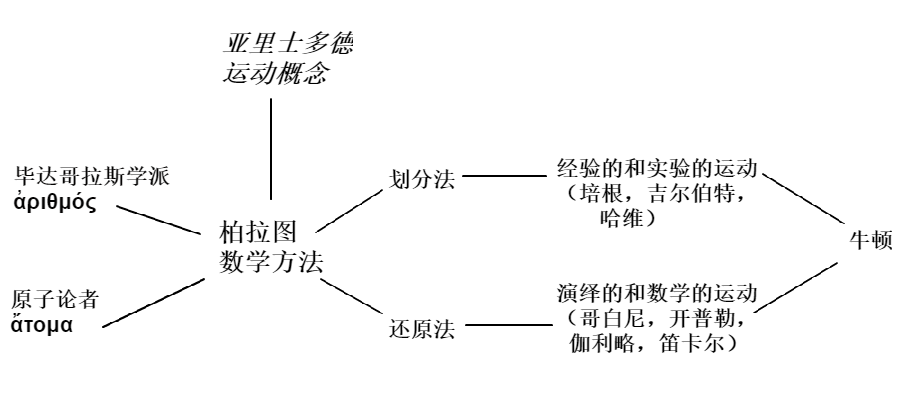 亚里士多德
运动概念
毕达哥拉斯学派
ἀριθμός
原子论者
ἄτομα
柏拉图
数学方法
划分法
还原法
经验的和实验的运动
（培根，吉尔伯特，
哈维）
演绎的和数学的运动
（哥白尼，开普勒，
伽利略，笛卡尔）
牛顿